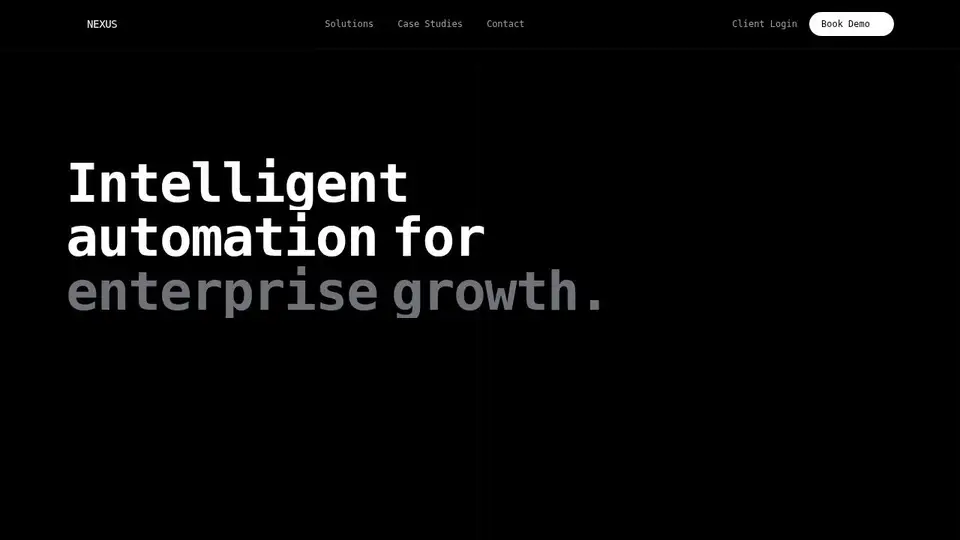 NEXUS
Solutions
Case Studies
Contact
Client Login
Book Demo
Intelligent
automation for
enterprise growth.